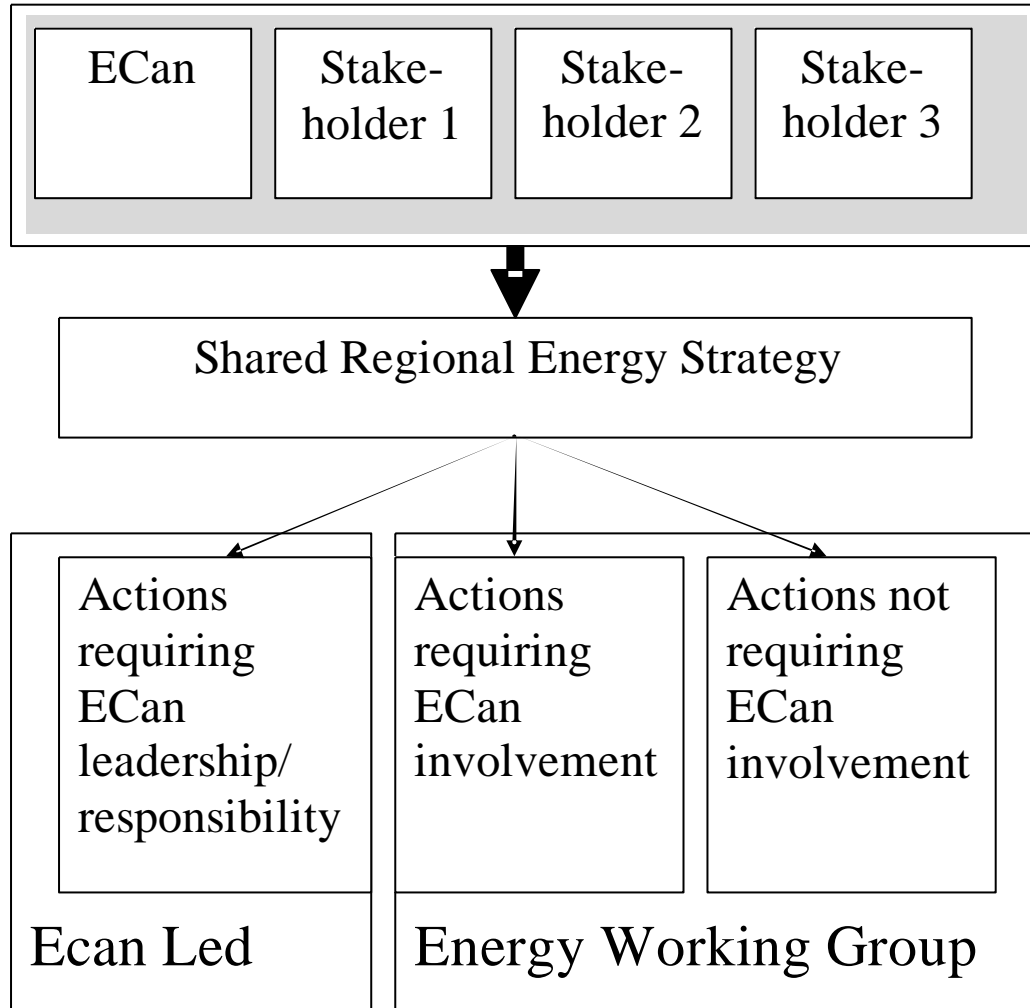 ECan
Stake-
holder 1
Stake-
holder 2
Stake-
holder 3
Shared Regional Energy Strategy
Actions
requiring
ECan
leadership/
responsibility
Actions
requiring
ECan
involvement
Actions not
requiring
ECan
involvement
Ecan Led
Energy Working Group